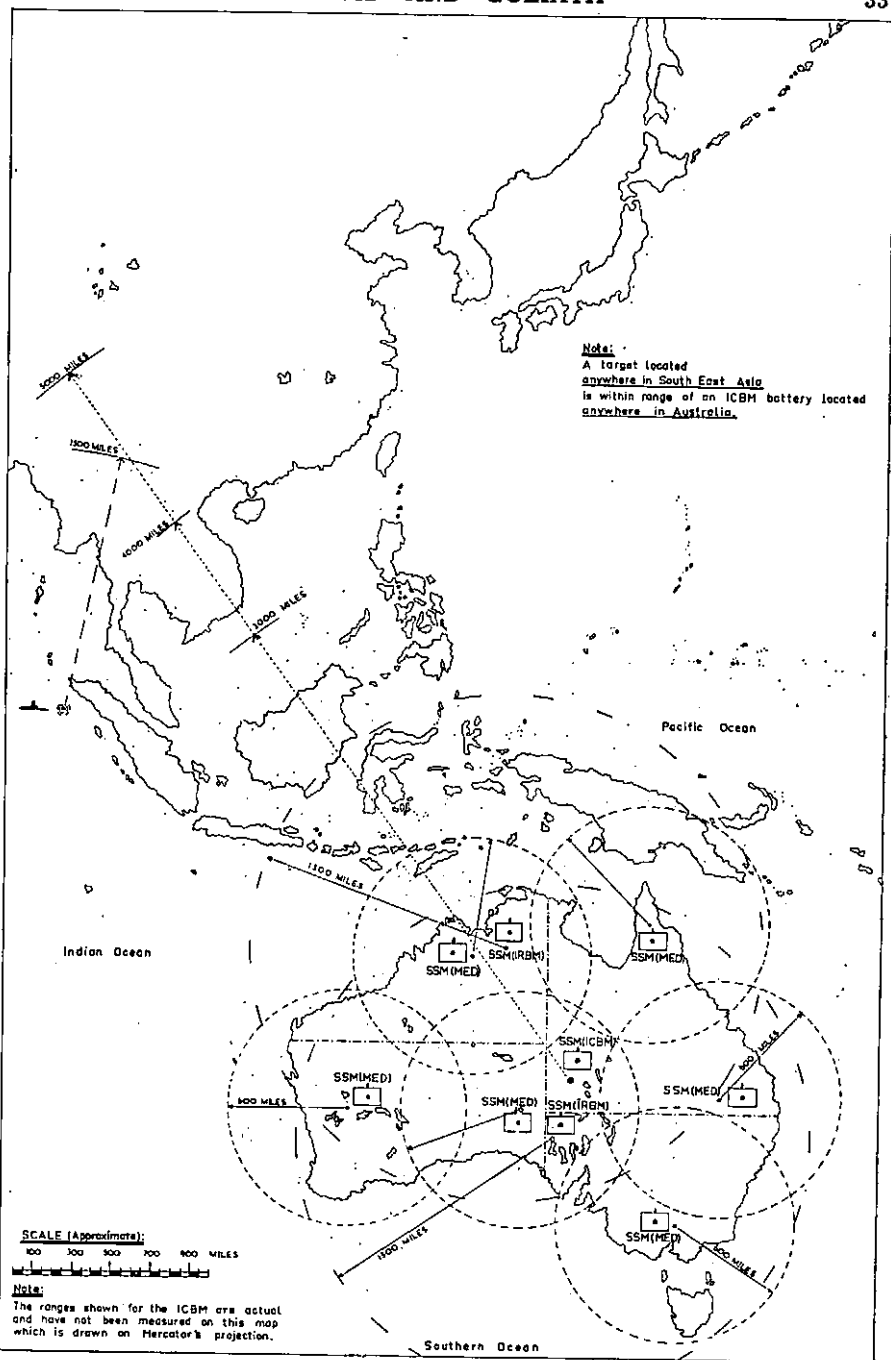 AND GOLIATH
33
Note:
A target located
anywhere in South East Asia
is within range of an ICBM battery located
anywhere in Australia.
5000 MILES
1500 MILES
4000 MILES
3000 MILES
Pacific Ocean
1500 MILES
Indian Ocean
SSM(MED)
SSM(IRBM)
SSM(MED)
SSM(ICBM)
600 MILES
SSM(MED)
SSM(MED)
SSM(IRBM)
SSM(MED)
600 MILES
1500 MILES
SSM(MED)
600 MILES
SCALE (Approximate):
100 300 500 700 900 MILES
Note:
The ranges shown for the ICBM are actual
and have not been measured on this map
which is drawn on Mercator's projection.
Southern Ocean